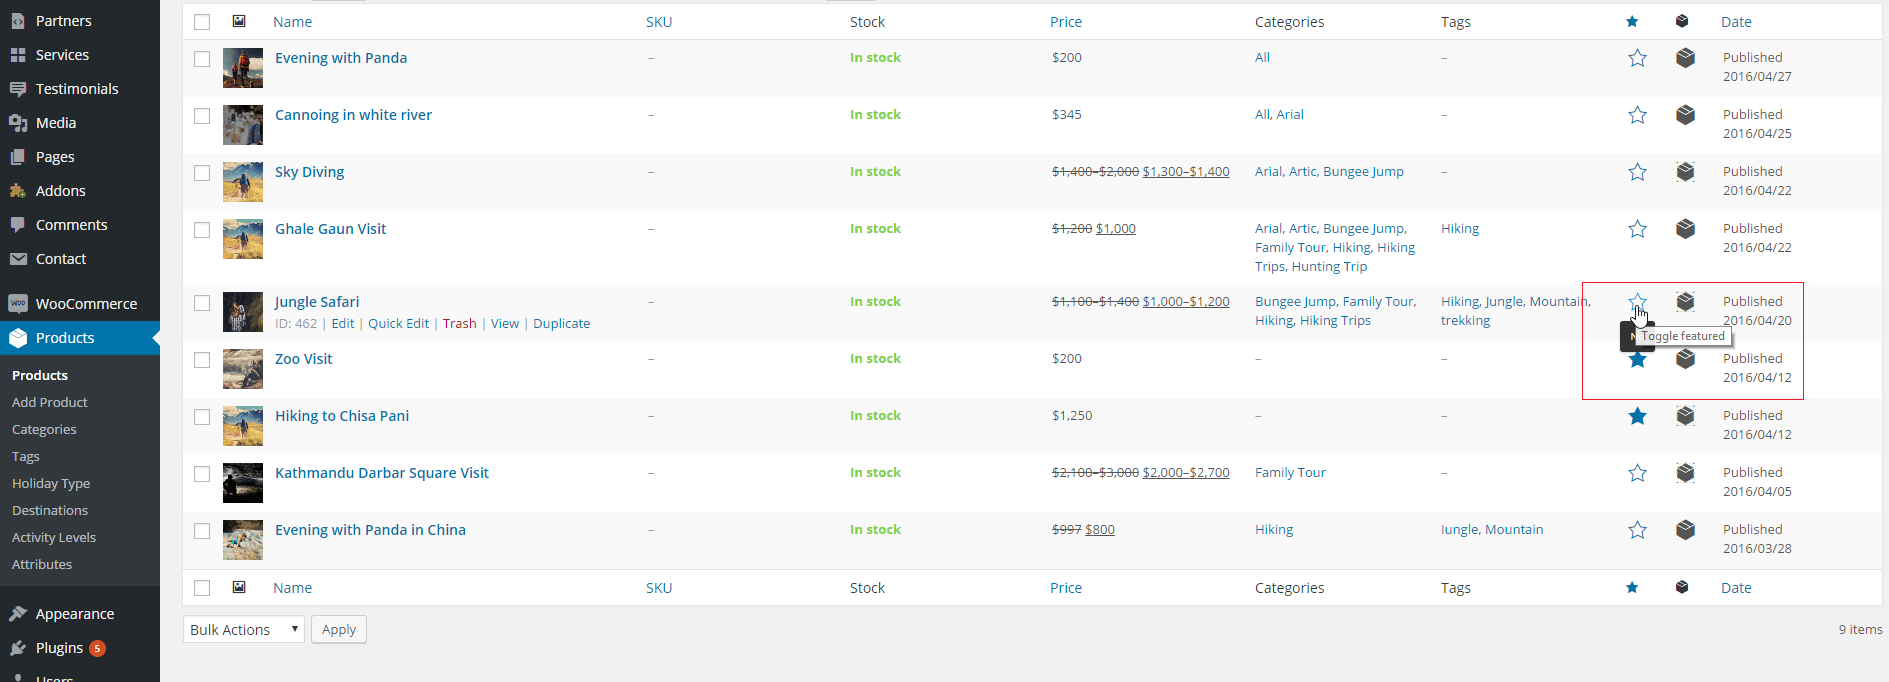 Partners
Services
Testimonials
Media
Pages
Addons
Comments
Contact
WOO WooCommerce
Products
Products
Add Product
Categories
Tags
Holiday Type
Destinations
Activity Levels
Attributes
Appearance
Plugins 5
Users
Name SKU Stock Price Categories Tags Date
Evening with Panda – In stock $200 All – Published
2016/04/27
Cannoing in white river – In stock $345 All, Arial – Published
2016/04/25
Sky Diving – In stock $1,400–$2,000 $1,300–$1,400 Arial, Artic, Bungee Jump – Published
2016/04/22
Ghale Gaun Visit – In stock $1,200 $1,000 Arial, Artic, Bungee Jump, Hiking Published
Family Tour, Hiking, Hiking 2016/04/22
Trips, Hunting Trip
Jungle Safari – In stock $1,100–$1,400 $1,000–$1,200 Bungee Jump, Family Tour, Hiking, Jungle, Mountain, Published
ID: 462 | Edit | Quick Edit | Trash | View | Duplicate Hiking, Hiking Trips trekking 2016/04/20
Toggle featured
Zoo Visit – In stock $200 – – Published
2016/04/12
Hiking to Chisa Pani – In stock $1,250 – – Published
2016/04/12
Kathmandu Darbar Square Visit – In stock $2,100–$3,000 $2,000–$2,700 Family Tour – Published
2016/04/05
Evening with Panda in China – In stock $997 $800 Hiking Iungle, Mountain Published
2016/03/28
Name SKU Stock Price Categories Tags Date
Bulk Actions Apply 9 items